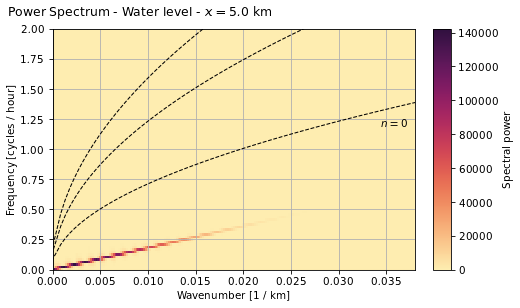 Power Spectrum - Water level - x = 5.0 km
2.00
1.75
1.50
1.25
1.00
0.75
0.50
0.25
0.00
Frequency [cycles / hour]
n = 0
0.000 0.005 0.010 0.015 0.020 0.025 0.030 0.035
Wavenumber [1 / km]
140000
120000
100000
80000
60000
40000
20000
0
Spectral power